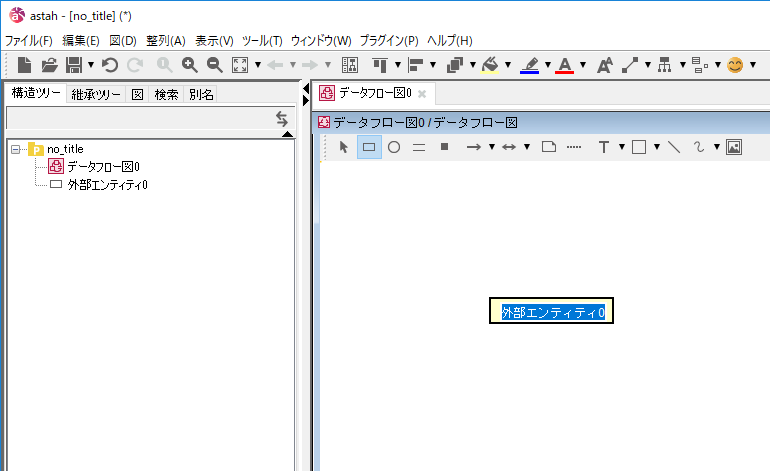 astah - [no_title] (*)
ファイル(F) 編集(E) 図(D) 整列(A) 表示(V) ツール(T) ウィンドウ(W) プラグイン(P) ヘルプ(H)
構造ツリー 継承ツリー 図 検索 別名
データフロー図0
データフロー図0 / データフロー図
no_title
データフロー図0
外部エンティティ0
外部エンティティ0